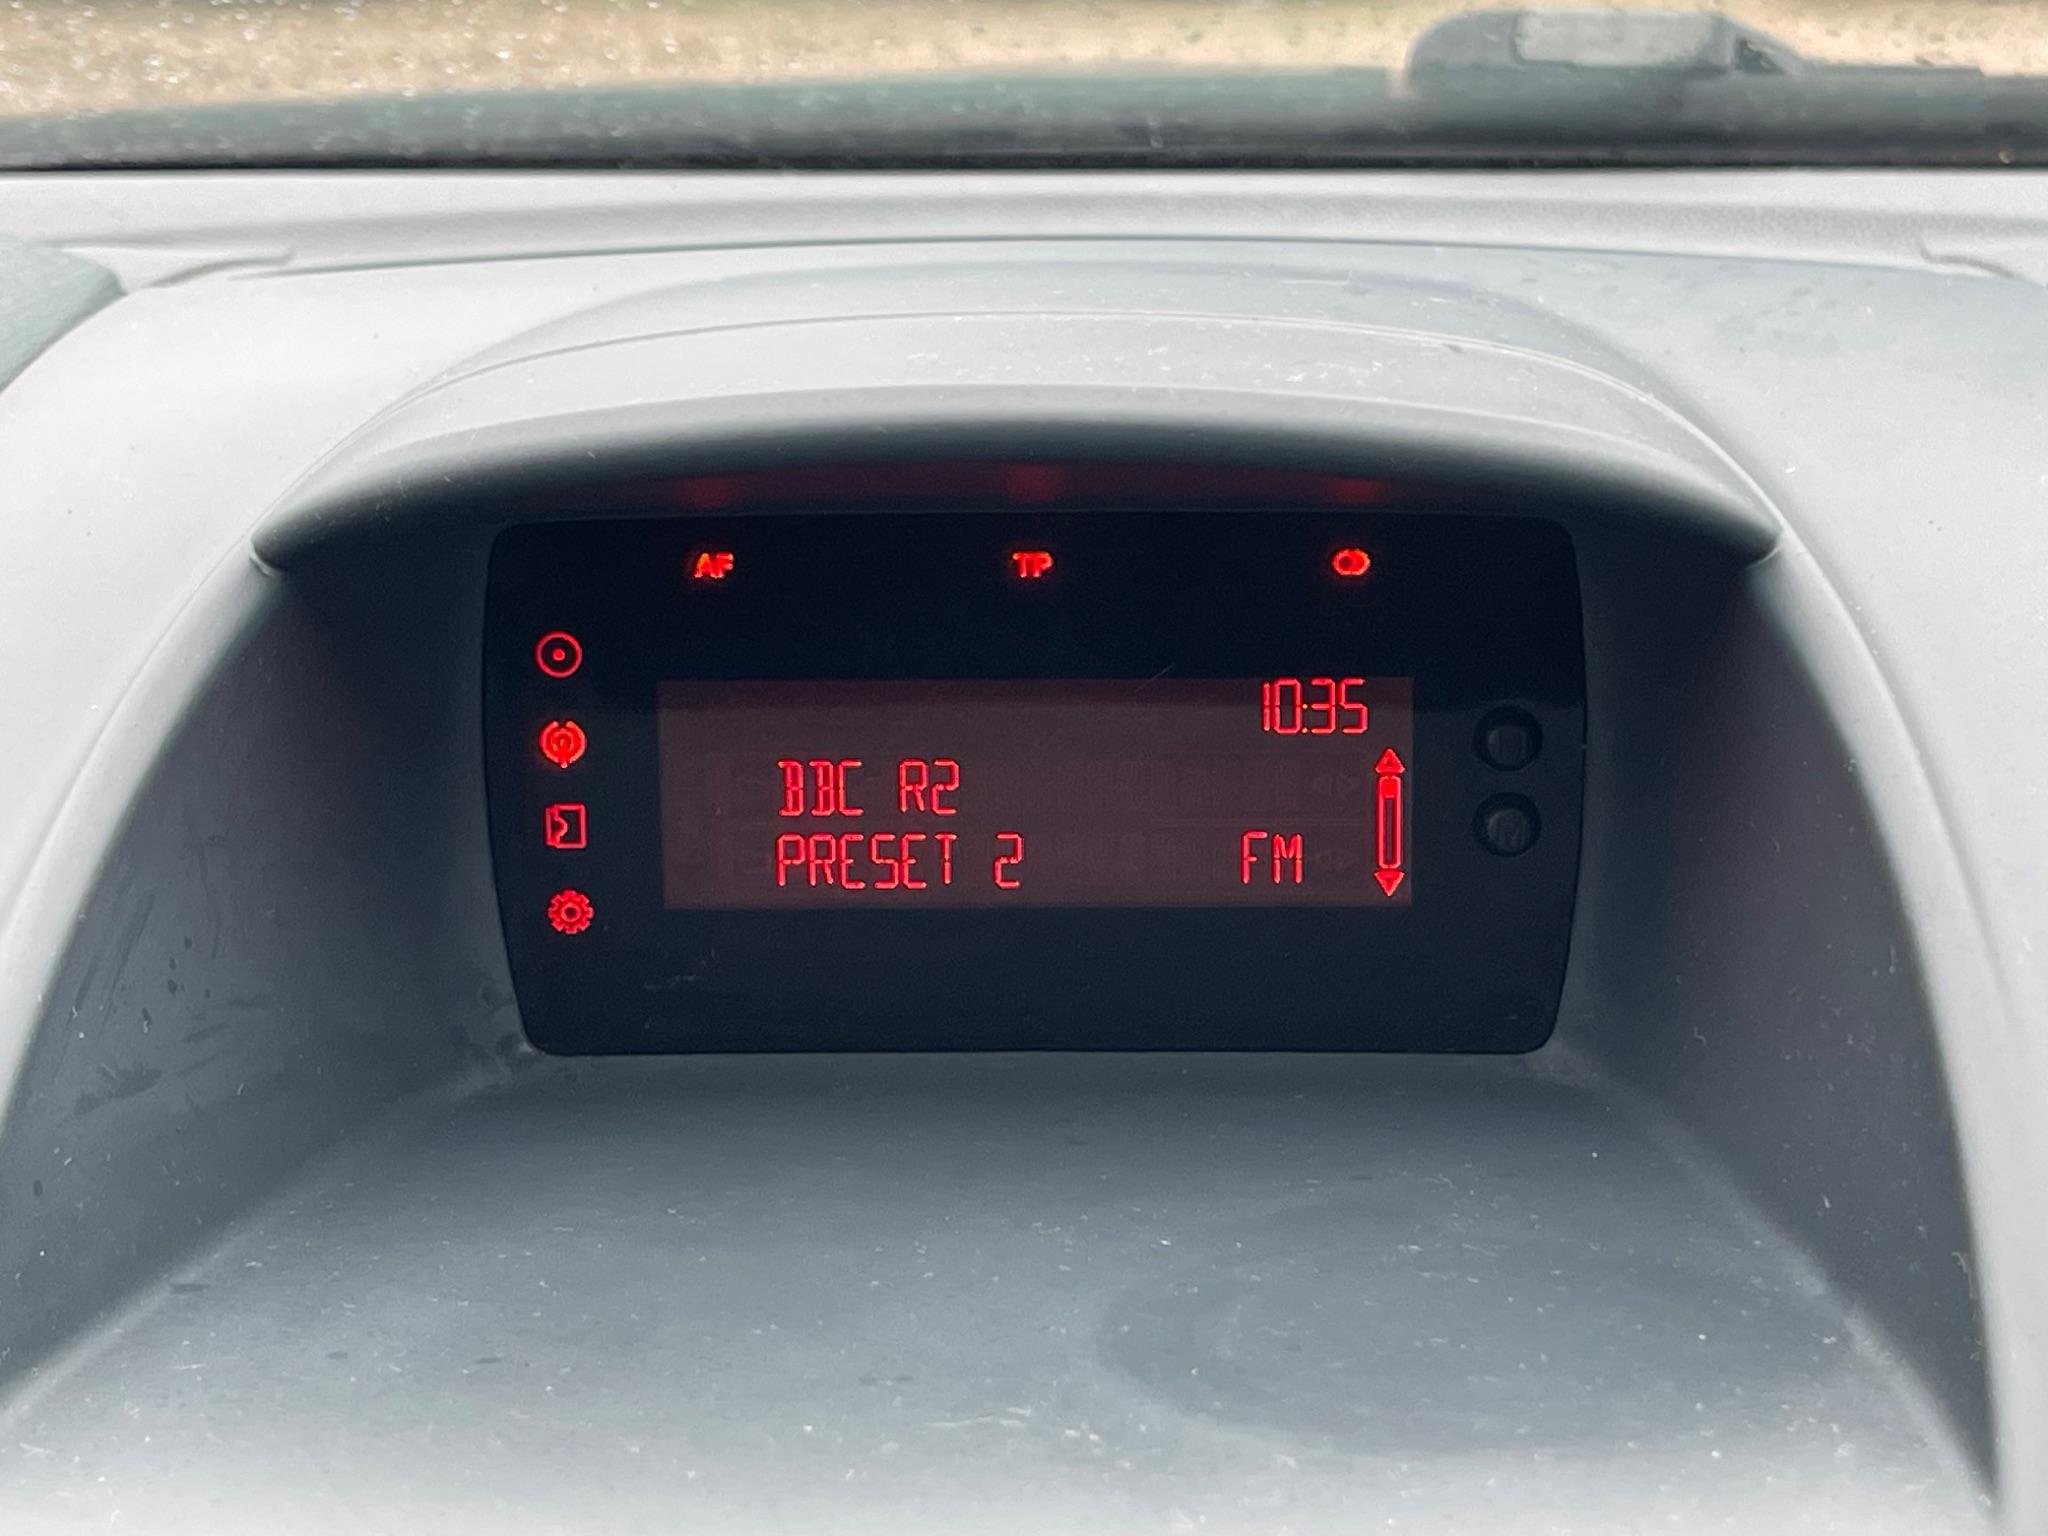 AF TP
10:35
BBC R2
PRESET 2 FM
H
M